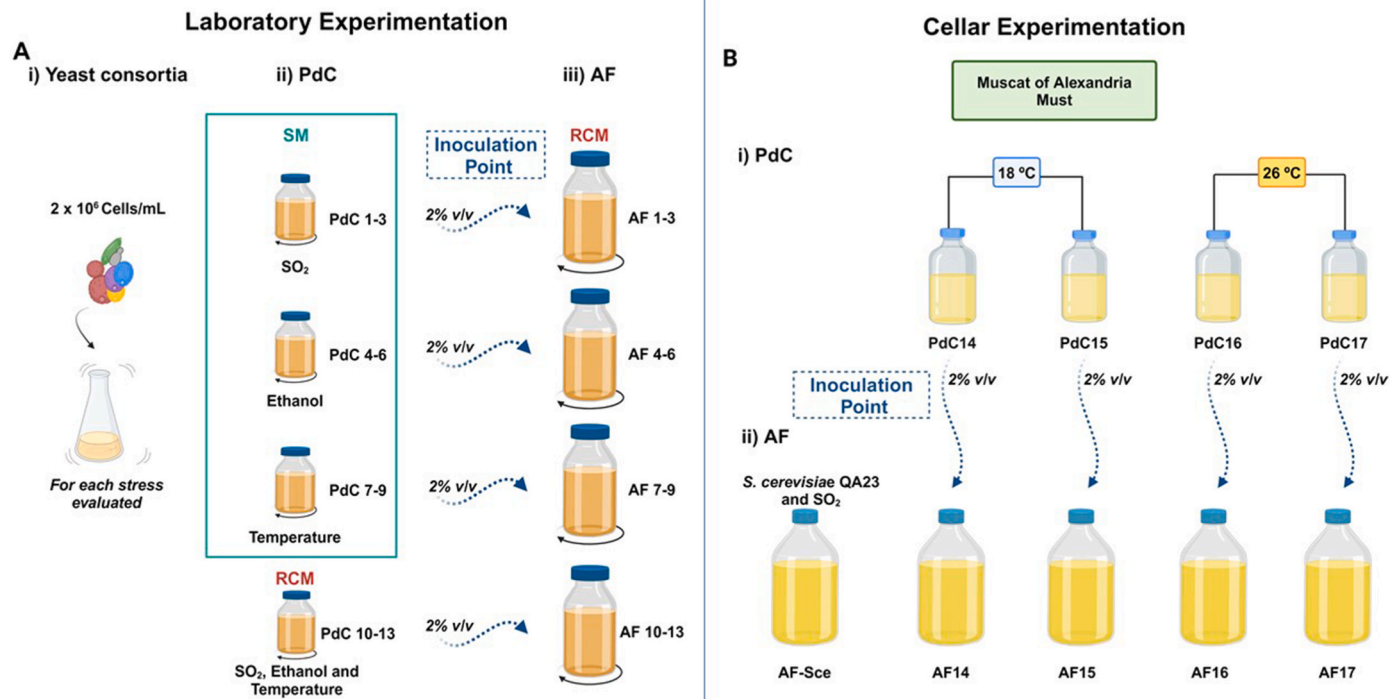 Laboratory Experimentation
A
i) Yeast consortia
ii) PdC
iii) AF
2 x 10⁶ Cells/mL
For each stress
evaluated
SM
PdC 1-3
SO₂
PdC 4-6
Ethanol
PdC 7-9
Temperature
RCM
PdC 10-13
SO₂, Ethanol and
Temperature
Inoculation
Point
2% v/v
2% v/v
2% v/v
2% v/v
RCM
AF 1-3
AF 4-6
AF 7-9
AF 10-13
Cellar Experimentation
B
Muscat of Alexandria
Must
i) PdC
18 ºC
26 ºC
PdC14
PdC15
PdC16
PdC17
Inoculation
Point
2% v/v
2% v/v
2% v/v
2% v/v
ii) AF
S. cerevisiae QA23
and SO₂
AF-Sce
AF14
AF15
AF16
AF17